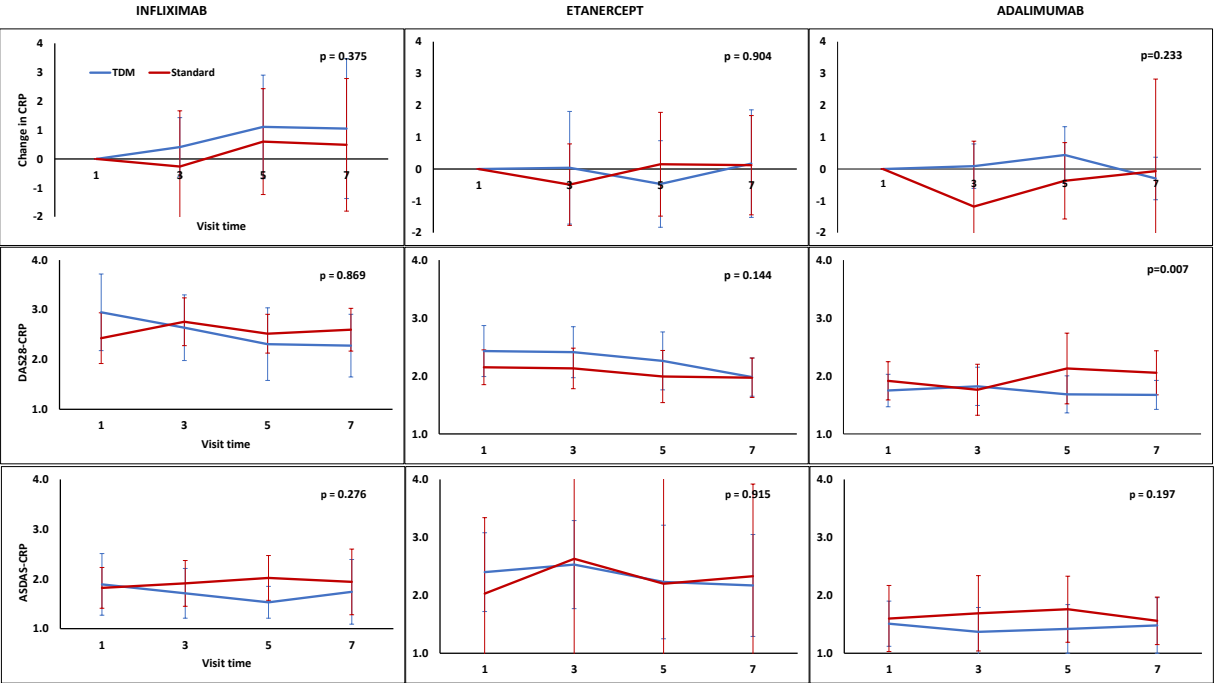 INFLIXIMAB ETANERCEPT ADALIMUMAB
Change in CRP
4
3
2
1
0
-1
-2
TDM Standard
p = 0.375
1 3 5 7
Visit time
4
3
2
1
0
-1
-2
p = 0.904
1 3 5 7
4
3
2
1
0
-1
-2
p=0.233
1 3 5 7
DAS28-CRP
4.0
3.0
2.0
1.0
p = 0.869
1 3 5 7
Visit time
4.0
3.0
2.0
1.0
p = 0.144
1 3 5 7
4.0
3.0
2.0
1.0
p=0.007
1 3 5 7
ASDAS-CRP
4.0
3.0
2.0
1.0
p = 0.276
1 3 5 7
Visit time
4.0
3.0
2.0
1.0
p = 0.915
1 3 5 7
4.0
3.0
2.0
1.0
p = 0.197
1 3 5 7